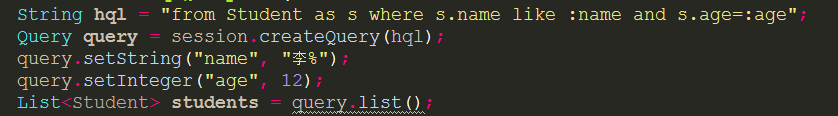 String hql = "from Student as s where s.name like :name and s.age=:age";
Query query = session.createQuery(hql);
query.setString("name", "李%");
query.setInteger("age", 12);
List<Student> students = query.list();